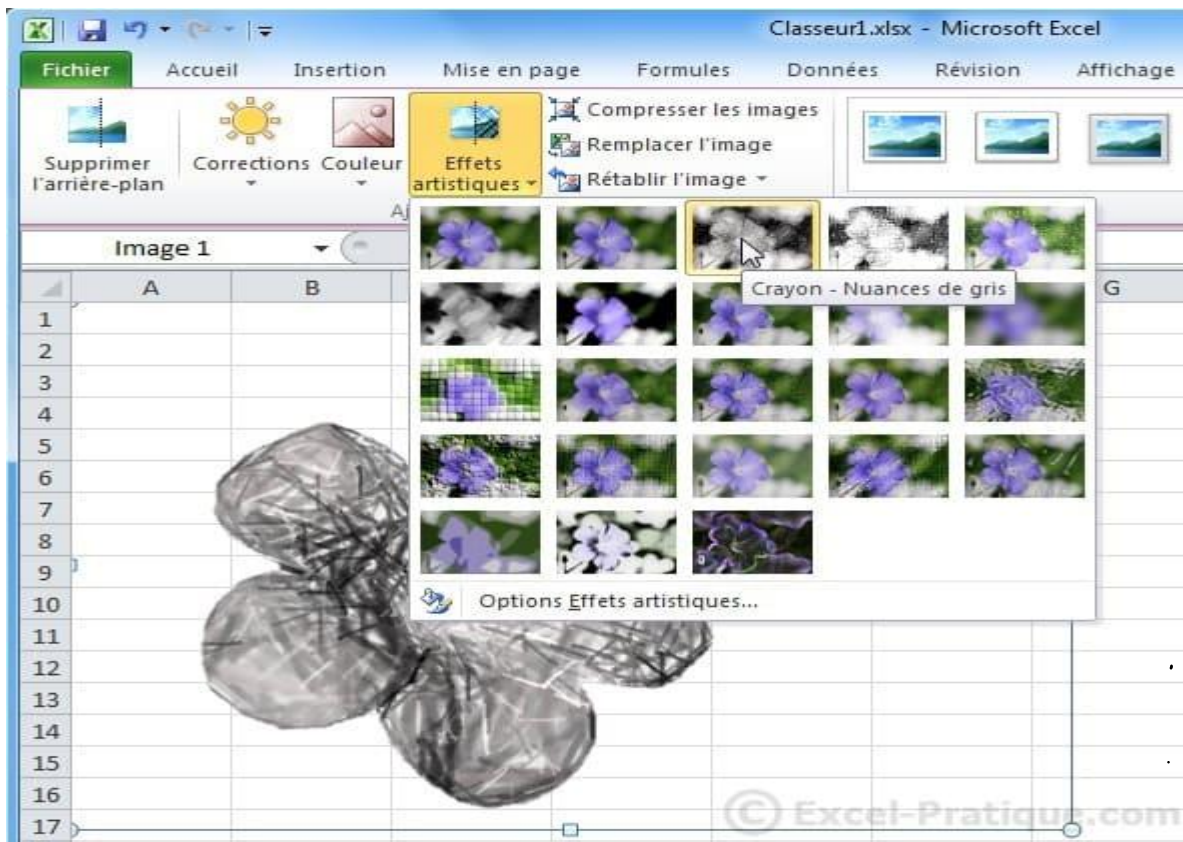 Classeur1.xlsx - Microsoft Excel
Fichier Accueil Insertion Mise en page Formules Données Révision Affichage
Supprimer l'arrière-plan
Corrections
Couleur
Effets artistiques
Compresser les images
Remplacer l'image
Rétablir l'image
Aj
Image 1
Crayon - Nuances de gris
A B G
1
2
3
4
5
6
7
8
9
10
11
12
13
14
15
16
17
Options Effets artistiques...
© Excel-Pratique.com